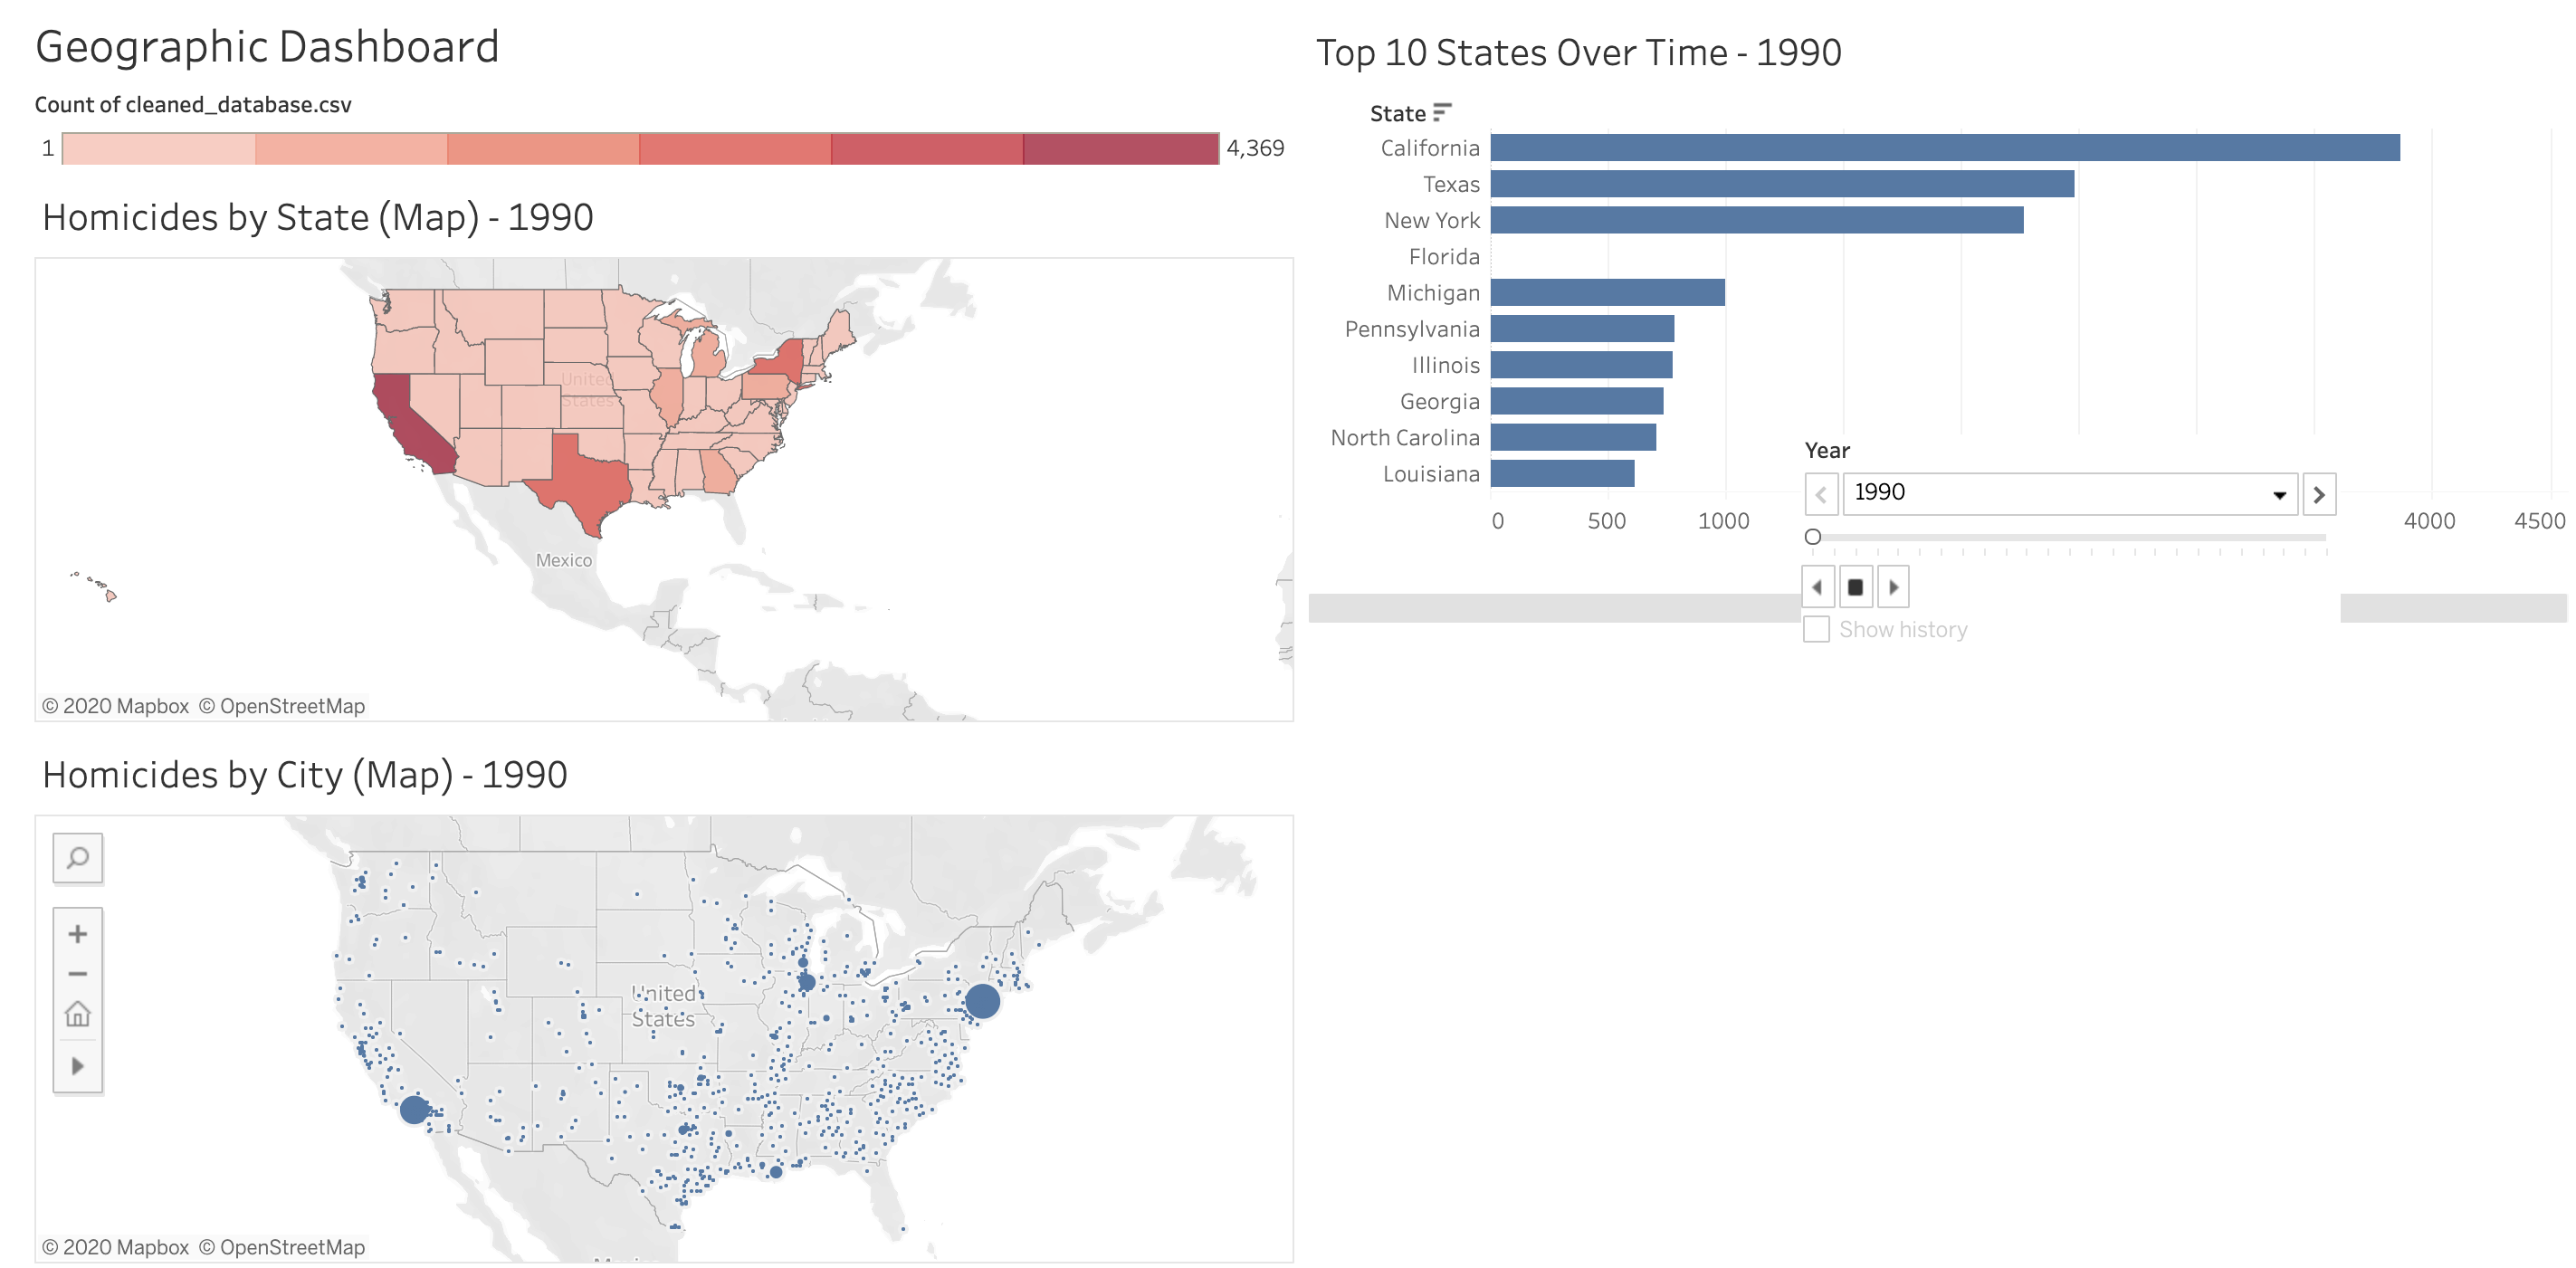 Geographic Dashboard
Count of cleaned_database.csv
1
4,369
Homicides by State (Map) - 1990
United
States
Mexico
© 2020 Mapbox © OpenStreetMap
Homicides by City (Map) - 1990
United
States
© 2020 Mapbox © OpenStreetMap
Top 10 States Over Time - 1990
State
California
Texas
New York
Florida
Michigan
Pennsylvania
Illinois
Georgia
North Carolina
Louisiana
0 500 1000 4000 4500
Year
1990
Show history